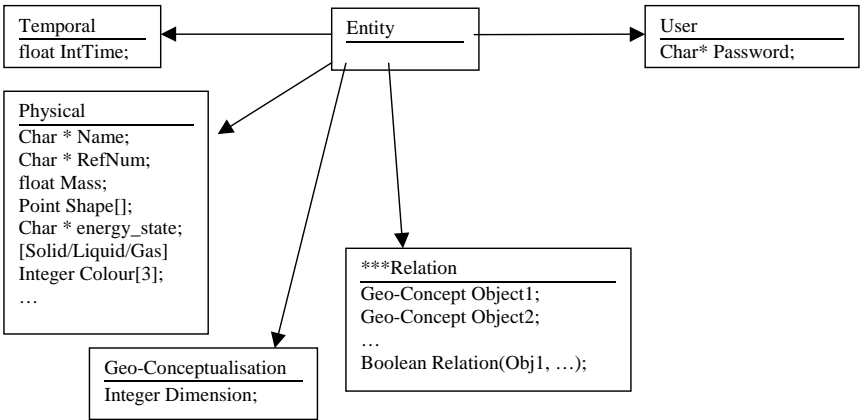 Temporal
float IntTime;
Entity
User
Char* Password;
Physical
Char * Name;
Char * RefNum;
float Mass;
Point Shape[];
Char * energy_state;
[Solid/Liquid/Gas]
Integer Colour[3];
…
***Relation
Geo-Concept Object1;
Geo-Concept Object2;
…
Boolean Relation(Obj1, …);
Geo-Conceptualisation
Integer Dimension;